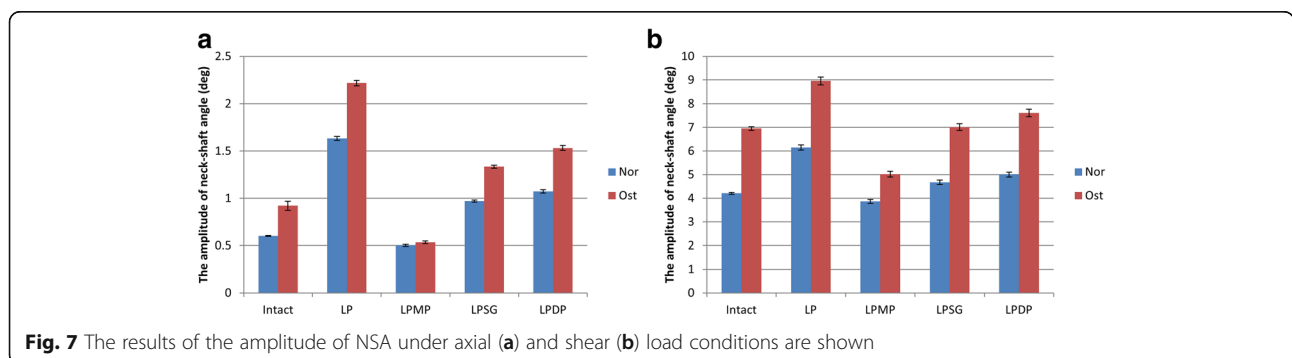 a
The amplitude of neck-shaft angle (deg)
2.5
2
1.5
1
0.5
0
Intact LP LPMP LPSG LPDP
Nor
Ost
b
The amplitude of neck-shaft angle (deg)
10
9
8
7
6
5
4
3
2
1
0
Intact LP LPMP LPSG LPDP
Nor
Ost
Fig. 7 The results of the amplitude of NSA under axial (a) and shear (b) load conditions are shown